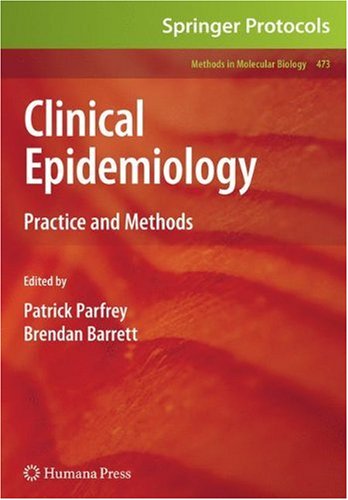 Springer Protocols
Methods in Molecular Biology 473
Clinical
Epidemiology
Practice and Methods
Edited by
Patrick Parfrey
Brendan Barrett
Humana Press